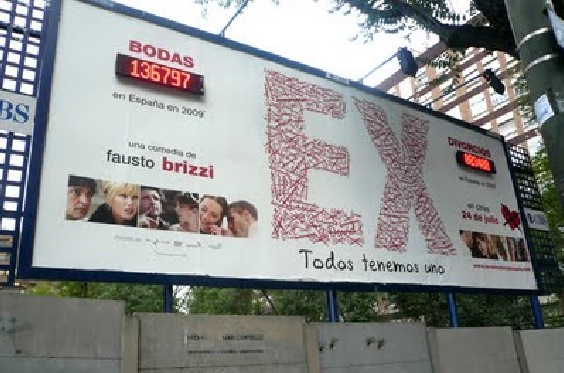 BS
BODAS
136797
en España en 2009
una comedia de
fausto brizzi
EX
Todos tenemos uno
DIVORCIOS
en España en 2009
en cines
24 de julio